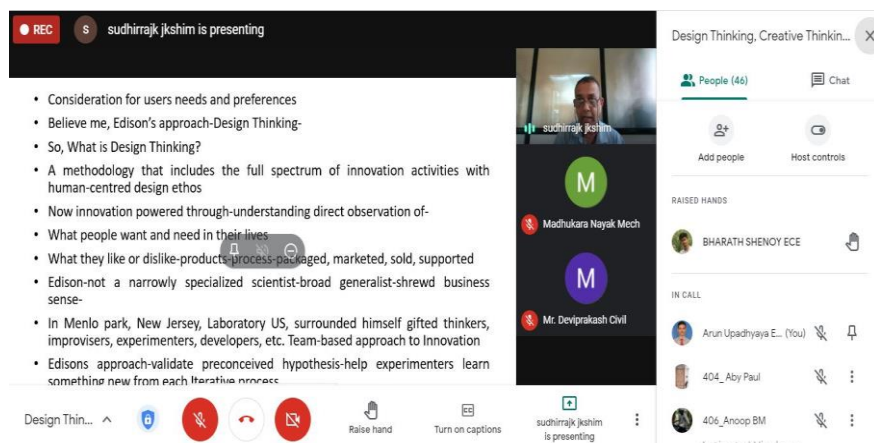 REC
S
sudhirrajk jkshim is presenting
• Consideration for users needs and preferences
• Believe me, Edison's approach-Design Thinking-
• So, What is Design Thinking?
• A methodology that includes the full spectrum of innovation activities with
human-centred design ethos
• Now innovation powered through-understanding direct observation of-
• What people want and need in their lives
• What they like or dislike-products-process-packaged, marketed, sold, supported
• Edison-not a narrowly specialized scientist-broad generalist-shrewd business
sense-
• In Menlo park, New Jersey, Laboratory US, surrounded himself gifted thinkers,
improvisers, experimenters, developers, etc. Team-based approach to Innovation
• Edisons approach-validate preconceived hypothesis-help experimenters learn
something new from each Iterative process
sudhirrajk jkshim
M
Madhukara Nayak Mech
M
Mr. Deviprakash Civil
Design Thinking, Creative Thinkin...
People (46)
Chat
Add people
Host controls
RAISED HANDS
BHARATH SHENOY ECE
IN CALL
Arun Upadhyaya E... (You)
404_ Aby Paul
406_Anoop BM
Design Thin...
Raise hand
CC
Turn on captions
sudhirrajk jkshim
is presenting